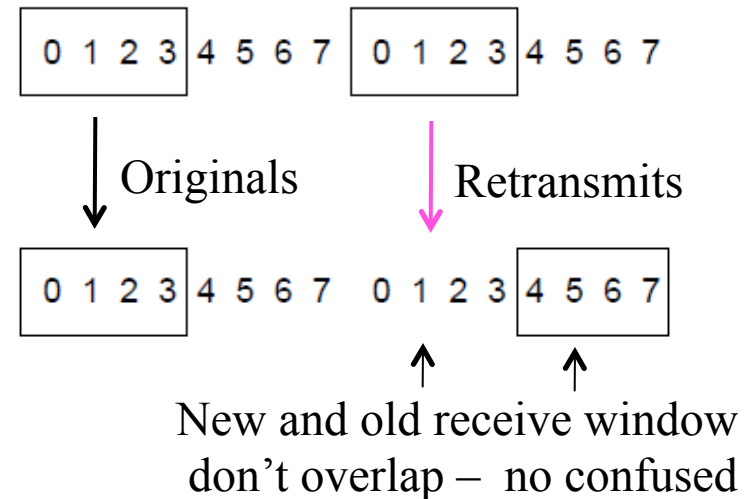 0 1 2 3 4 5 6 7 0 1 2 3 4 5 6 7
Originals Retransmits
0 1 2 3 4 5 6 7 0 1 2 3 4 5 6 7
New and old receive window
don’t overlap – no confused